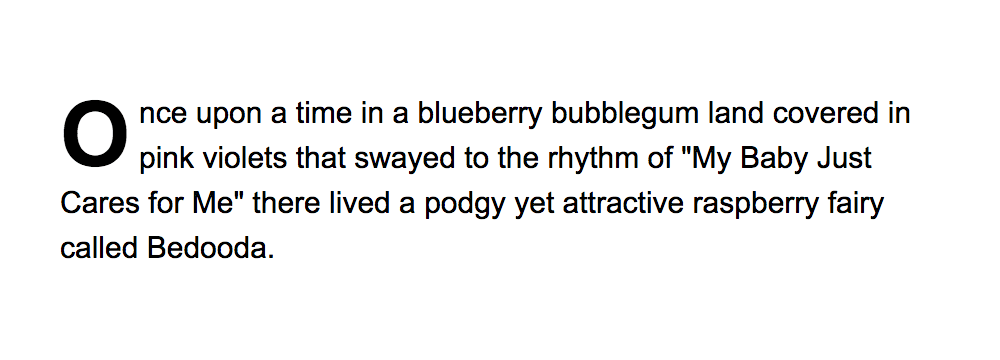 Once upon a time in a blueberry bubblegum land covered in
pink violets that swayed to the rhythm of "My Baby Just
Cares for Me" there lived a podgy yet attractive raspberry fairy
called Bedooda.